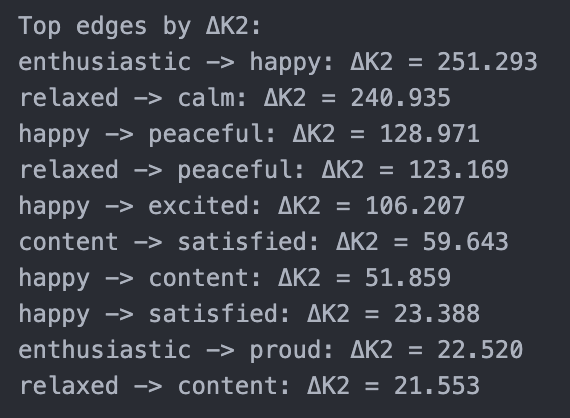 Top edges by ΔK2:
enthusiastic -> happy: ΔK2 = 251.293
relaxed -> calm: ΔK2 = 240.935
happy -> peaceful: ΔK2 = 128.971
relaxed -> peaceful: ΔK2 = 123.169
happy -> excited: ΔK2 = 106.207
content -> satisfied: ΔK2 = 59.643
happy -> content: ΔK2 = 51.859
happy -> satisfied: ΔK2 = 23.388
enthusiastic -> proud: ΔK2 = 22.520
relaxed -> content: ΔK2 = 21.553